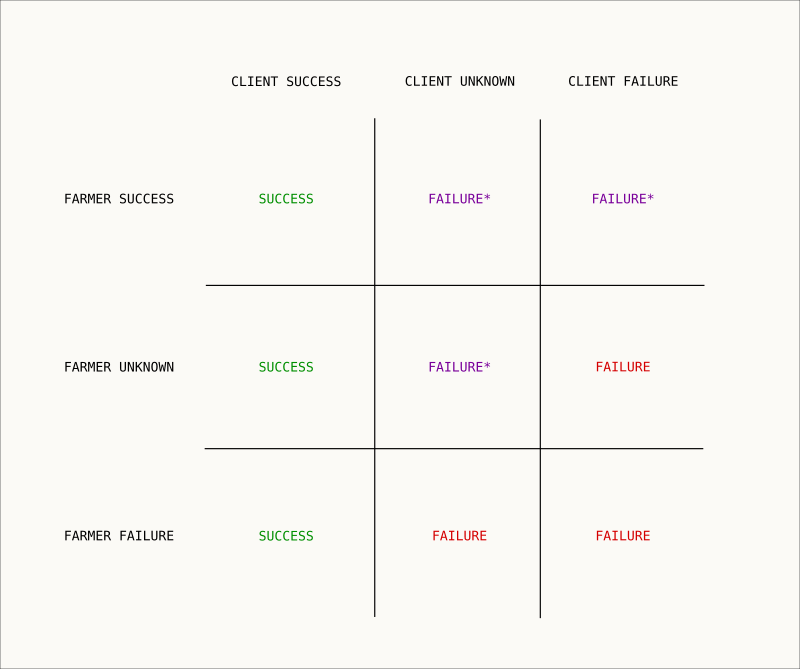 CLIENT SUCCESS CLIENT UNKNOWN CLIENT FAILURE
FARMER SUCCESS SUCCESS FAILURE* FAILURE*
FARMER UNKNOWN SUCCESS FAILURE* FAILURE
FARMER FAILURE SUCCESS FAILURE FAILURE